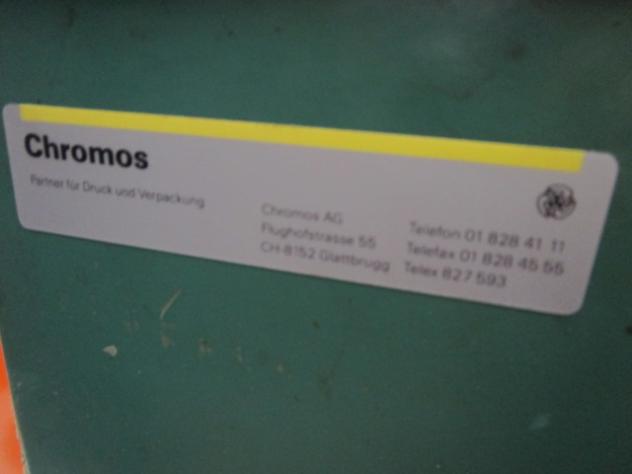 Chromos
Partner für Druck und Verpackung
Chromos AG
Flughofstrasse 55
CH-8152 Glattbrugg
Telefon 01 828 41 11
Telefax 01 828 45 55
Telex 827 593